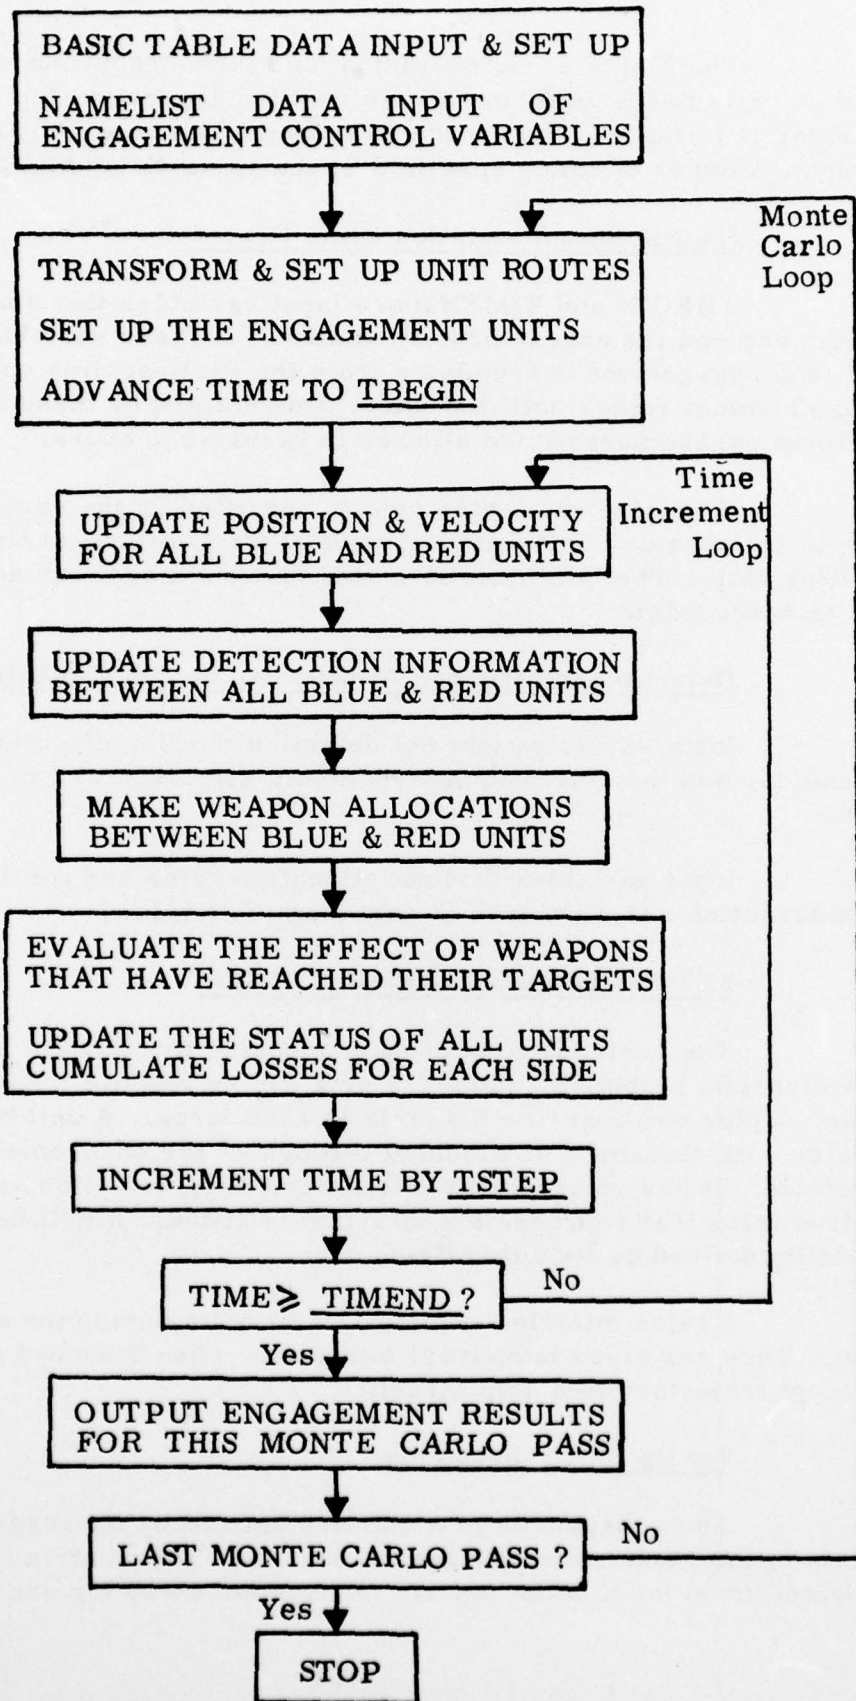 BASIC TABLE DATA INPUT & SET UP
NAMELIST DATA INPUT OF
ENGAGEMENT CONTROL VARIABLES
Monte
Carlo
Loop
TRANSFORM & SET UP UNIT ROUTES
SET UP THE ENGAGEMENT UNITS
ADVANCE TIME TO TBEGIN
Time
Increment
Loop
UPDATE POSITION & VELOCITY
FOR ALL BLUE AND RED UNITS
UPDATE DETECTION INFORMATION
BETWEEN ALL BLUE & RED UNITS
MAKE WEAPON ALLOCATIONS
BETWEEN BLUE & RED UNITS
EVALUATE THE EFFECT OF WEAPONS
THAT HAVE REACHED THEIR TARGETS
UPDATE THE STATUS OF ALL UNITS
CUMULATE LOSSES FOR EACH SIDE
INCREMENT TIME BY TSTEP
TIME ⩾ TIMEND ?
No
Yes
OUTPUT ENGAGEMENT RESULTS
FOR THIS MONTE CARLO PASS
LAST MONTE CARLO PASS ?
No
Yes
STOP